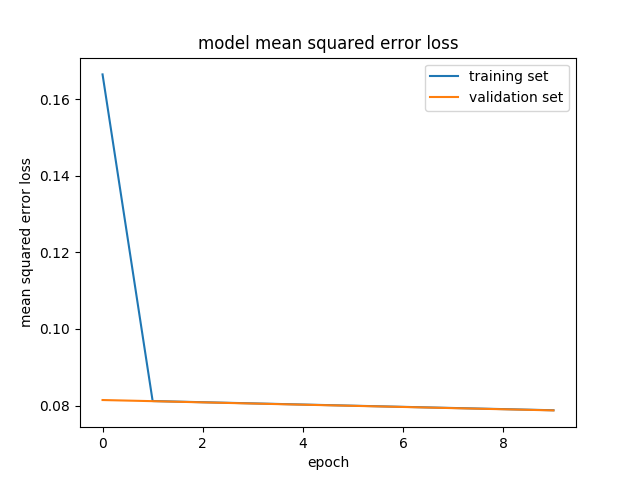 model mean squared error loss
training set
validation set
0.16
0.14
0.12
0.10
0.08
mean squared error loss
0 2 4 6 8
epoch